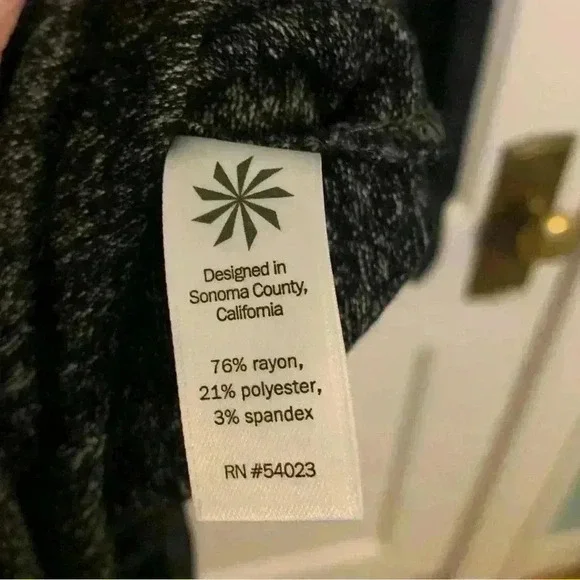 Designed in
Sonoma County,
California
76% rayon,
21% polyester,
3% spandex
RN #54023